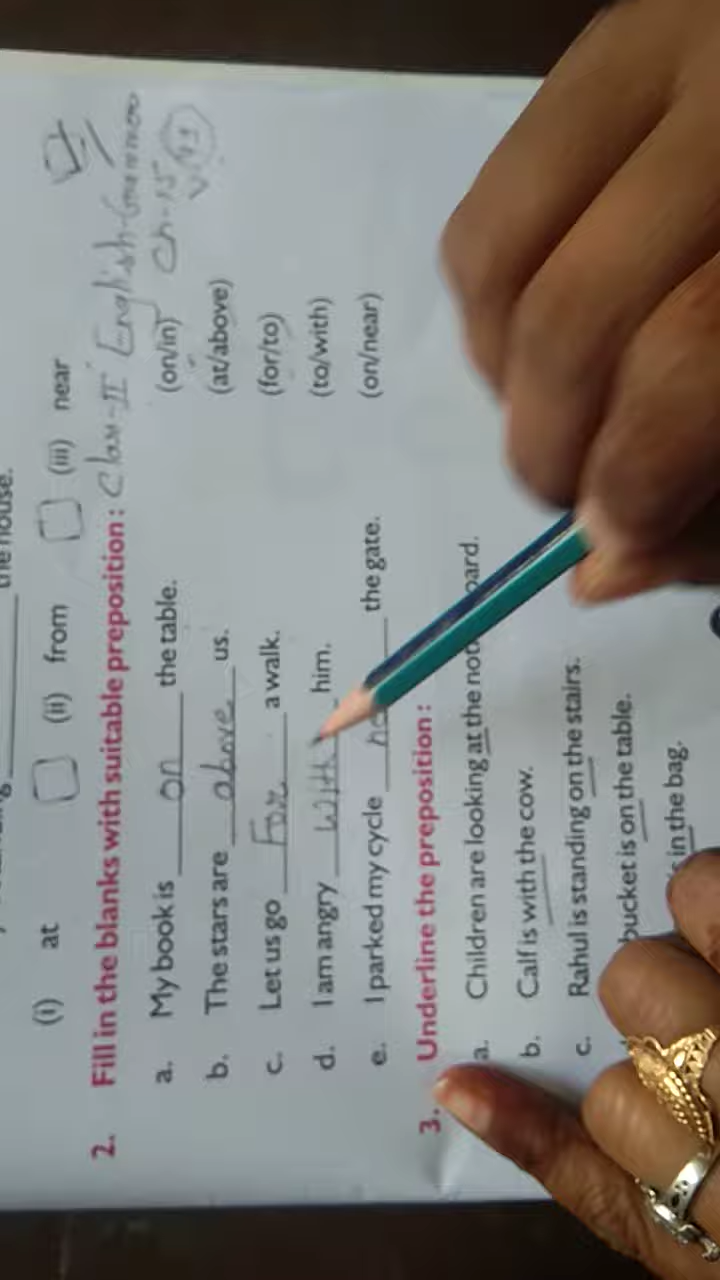 the house.
(i) at (ii) from (iii) near
2. Fill in the blanks with suitable preposition : Class-II English Grammar
Ch-15
a. My book is on the table. (on/in)
b. The stars are above us. (at/above)
c. Let us go For a walk. (for/to)
d. I am angry with him. (to/with)
e. I parked my cycle the gate. (on/near)
3. Underline the preposition :
a. Children are looking at the
b. Calf is with the cow.
c. Rahul is standing on the stairs.
bucket is on the table.
in the bag.